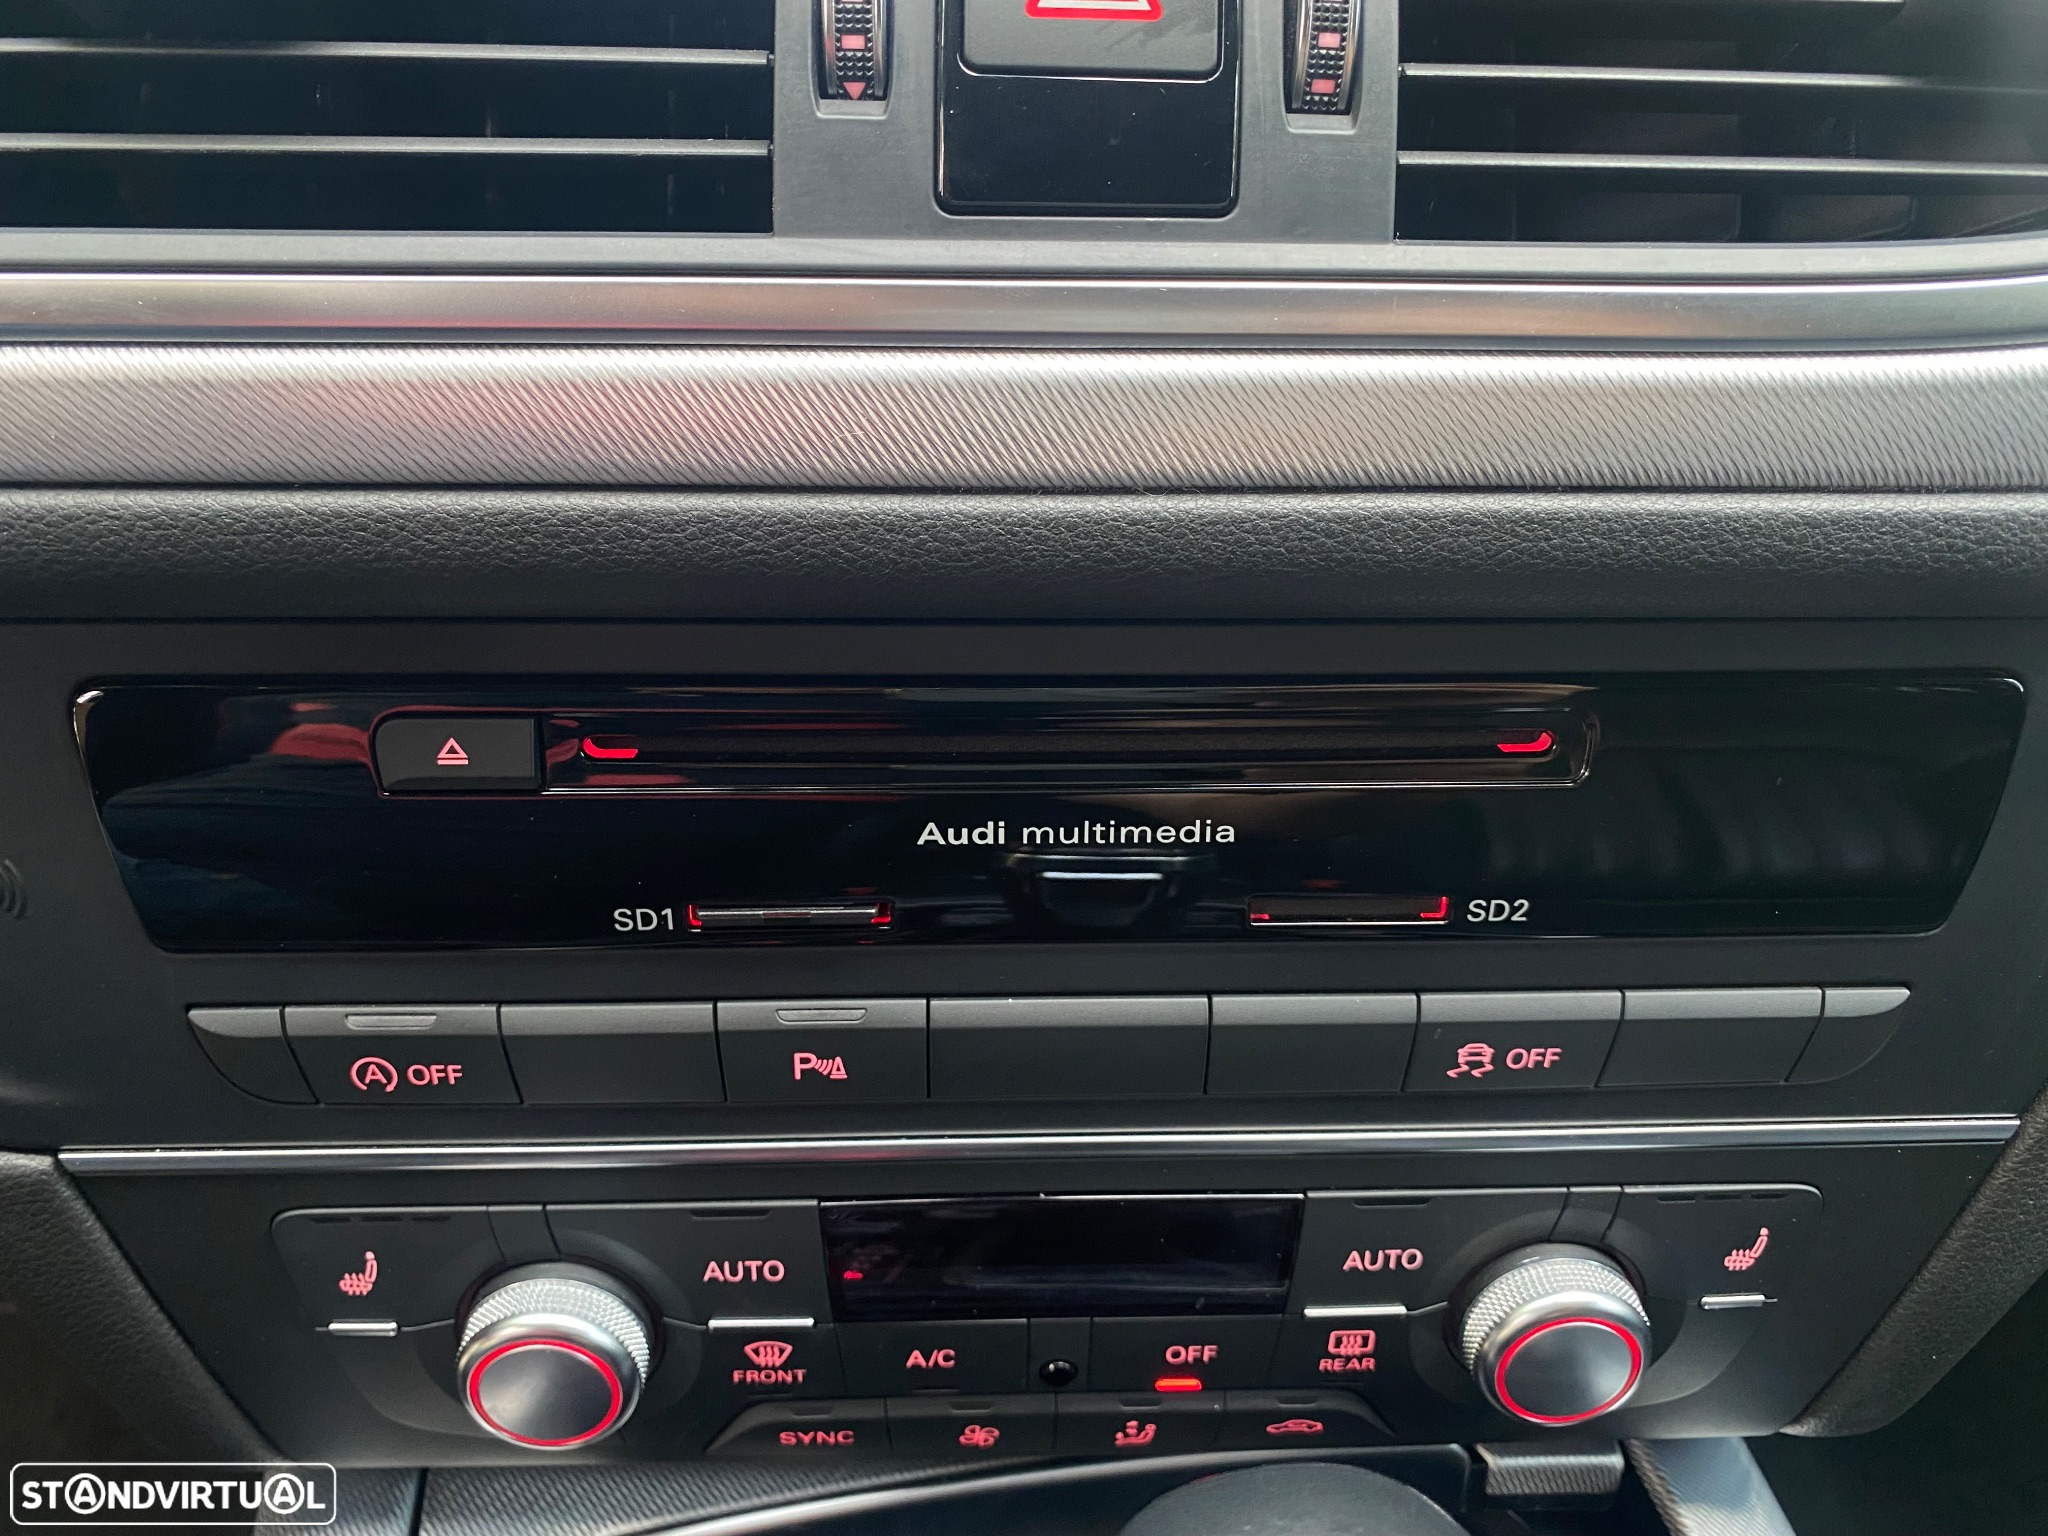 Audi multimedia
SD1
SD2
A OFF
P
OFF
AUTO
AUTO
FRONT
A/C
OFF
REAR
SYNC
STANDVIRTUAL